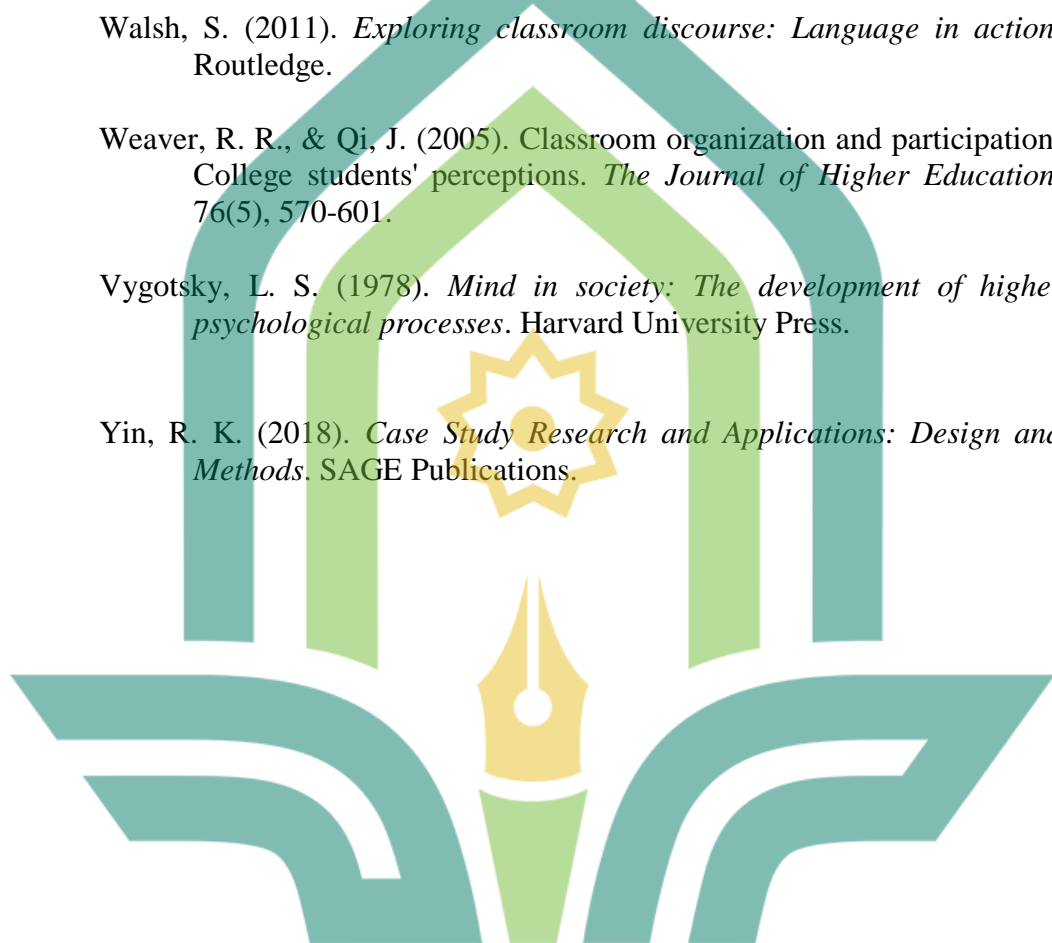 Walsh, S. (2011). Exploring classroom discourse: Language in action
Routledge.
Weaver, R. R., & Qi, J. (2005). Classroom organization and participation
College students' perceptions. The Journal of Higher Education
76(5), 570-601.
Vygotsky, L. S. (1978). Mind in society: The development of highe
psychological processes. Harvard University Press.
Yin, R. K. (2018). Case Study Research and Applications: Design and
Methods. SAGE Publications.